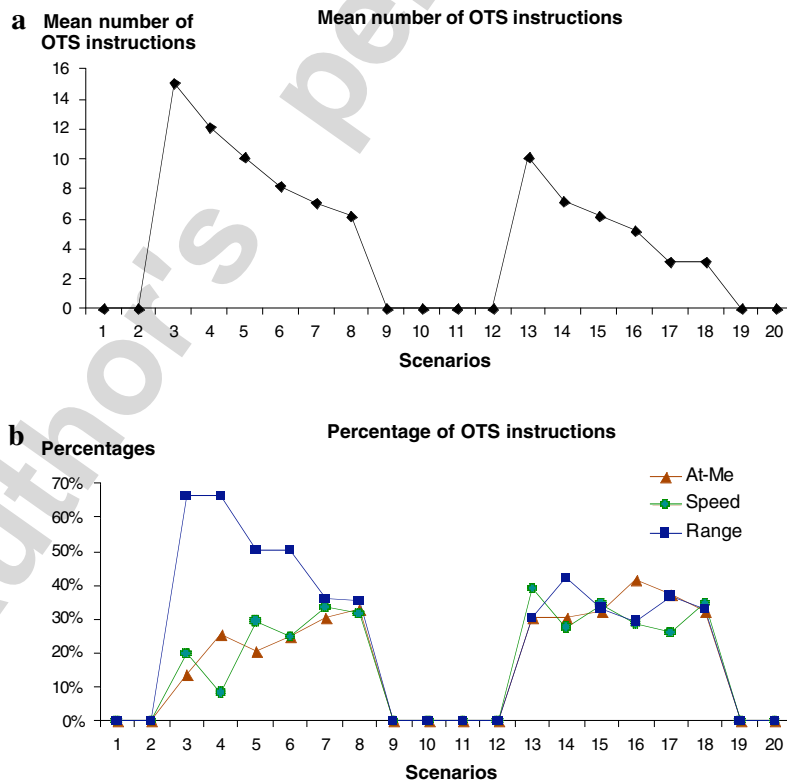 a
Mean number of
OTS instructions
Mean number of OTS instructions
16
14
12
10
8
6
4
2
0
1 2 3 4 5 6 7 8 9 10 11 12 13 14 15 16 17 18 19 20
Scenarios
b
Percentages
Percentage of OTS instructions
At-Me
Speed
Range
70%
60%
50%
40%
30%
20%
10%
0%
1 2 3 4 5 6 7 8 9 10 11 12 13 14 15 16 17 18 19 20
Scenarios
author's pe